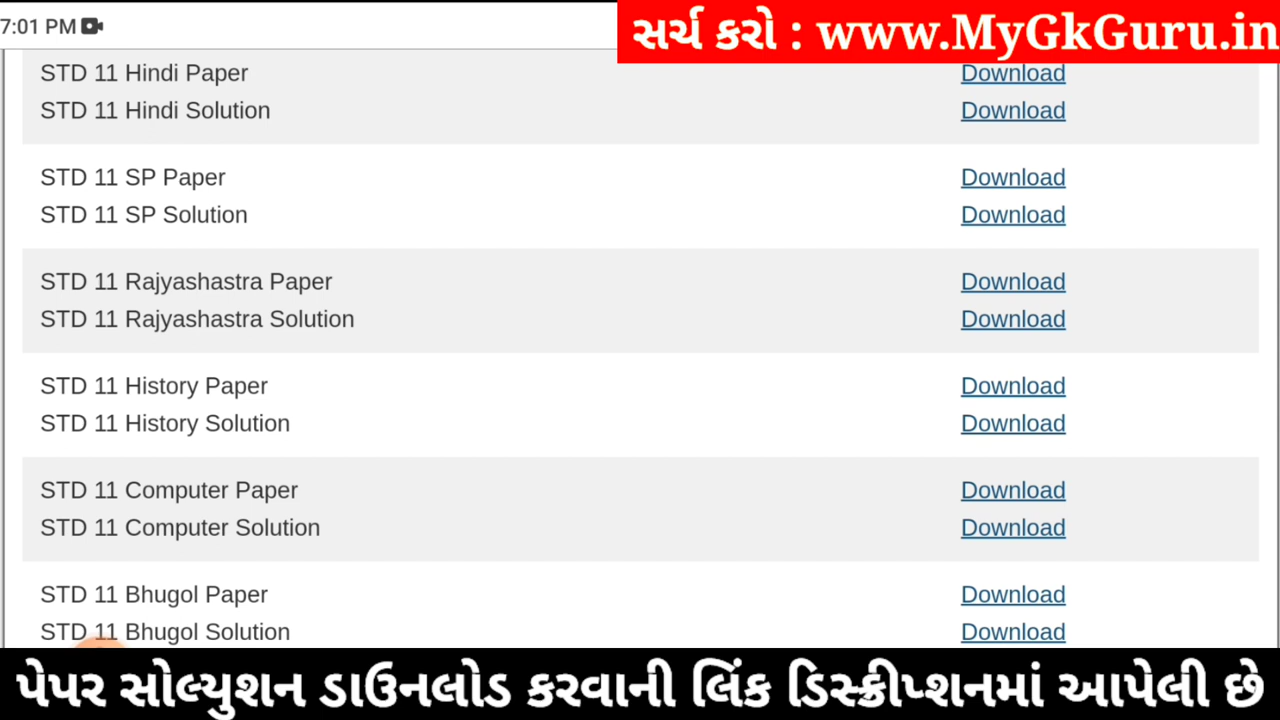 7:01 PM
સર્ચ કરો : www.MyGkGuru.in
STD 11 Hindi Paper Download
STD 11 Hindi Solution Download
STD 11 SP Paper Download
STD 11 SP Solution Download
STD 11 Rajyashastra Paper Download
STD 11 Rajyashastra Solution Download
STD 11 History Paper Download
STD 11 History Solution Download
STD 11 Computer Paper Download
STD 11 Computer Solution Download
STD 11 Bhugol Paper Download
STD 11 Bhugol Solution Download
પેપર સોલ્યુશન ડાઉનલોડ કરવાની લિંક ડિસ્ક્રીપ્શનમાં આપેલી છે